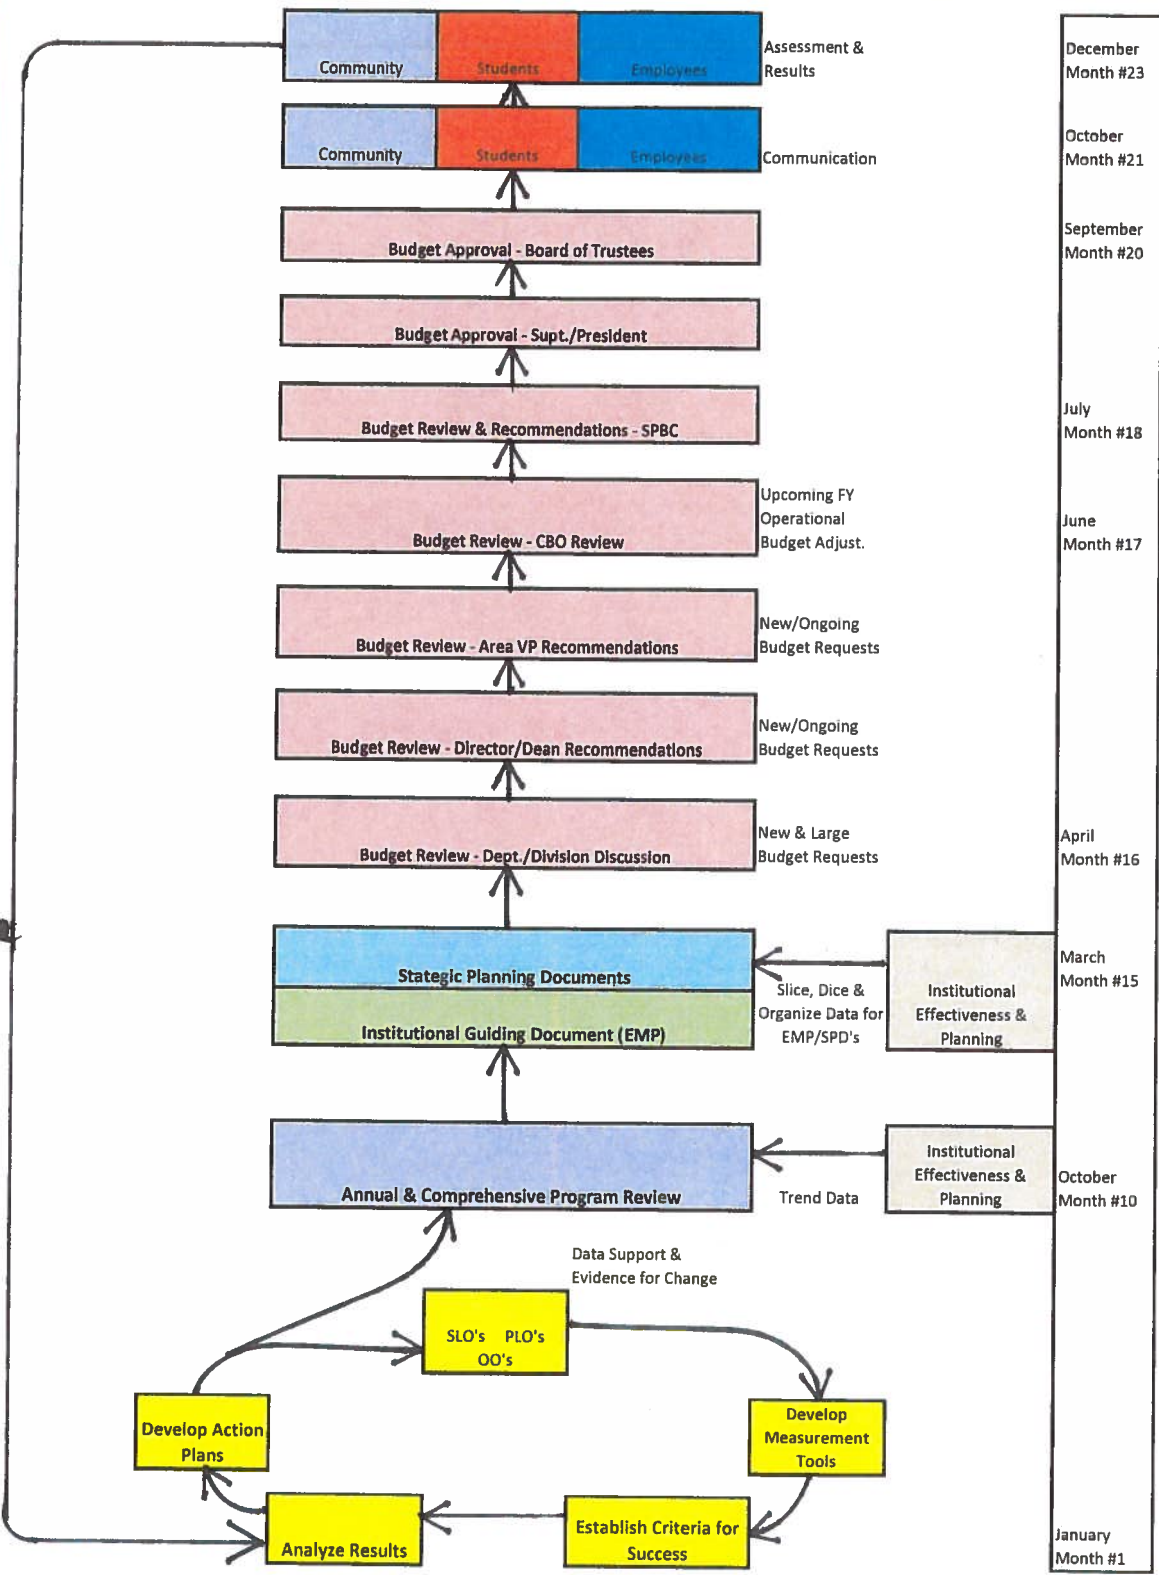 Community Students Employees
Assessment &
Results
December
Month #23
Community Students Employees
Communication
October
Month #21
Budget Approval - Board of Trustees
September
Month #20
Budget Approval - Supt./President
Budget Review & Recommendations - SPBC
July
Month #18
Budget Review - CBO Review
Upcoming FY
Operational
Budget Adjust.
June
Month #17
Budget Review - Area VP Recommendations
New/Ongoing
Budget Requests
Budget Review - Director/Dean Recommendations
New/Ongoing
Budget Requests
Budget Review - Dept./Division Discussion
New & Large
Budget Requests
April
Month #16
Stategic Planning Documents
Institutional Guiding Document (EMP)
Slice, Dice &
Organize Data for
EMP/SPD's
Institutional
Effectiveness &
Planning
March
Month #15
Annual & Comprehensive Program Review
Trend Data
Institutional
Effectiveness &
Planning
October
Month #10
Data Support &
Evidence for Change
SLO's PLO's
OO's
Develop Action
Plans
Develop
Measurement
Tools
Analyze Results
Establish Criteria for
Success
January
Month #1